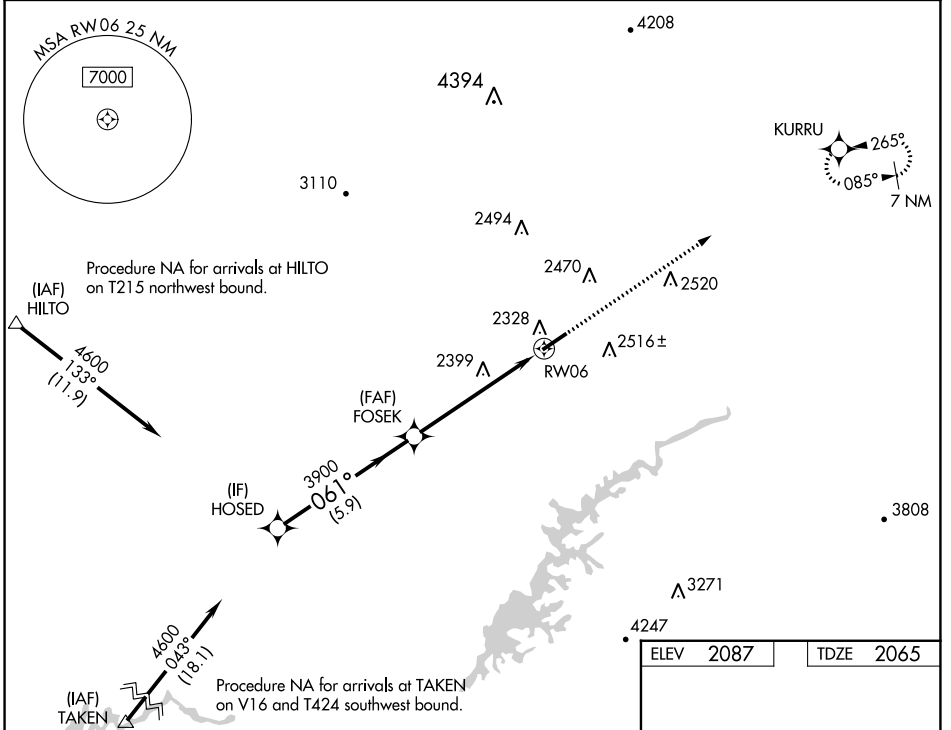 MSA RW06 25 NM
7000
4208
4394
KURRU
265°
085°
7 NM
3110
2494
Procedure NA for arrivals at HILTO
on T215 northwest bound.
(IAF)
HILTO
2470
2520
2328
2516±
2399
RW06
4600
133°
(11.9)
(FAF)
FOSEK
3900
061°
(5.9)
(IF)
HOSED
3808
3271
4247
4600
043°
(18.1)
ELEV 2087
TDZE 2065
Procedure NA for arrivals at TAKEN
on V16 and T424 southwest bound.
(IAF)
TAKEN